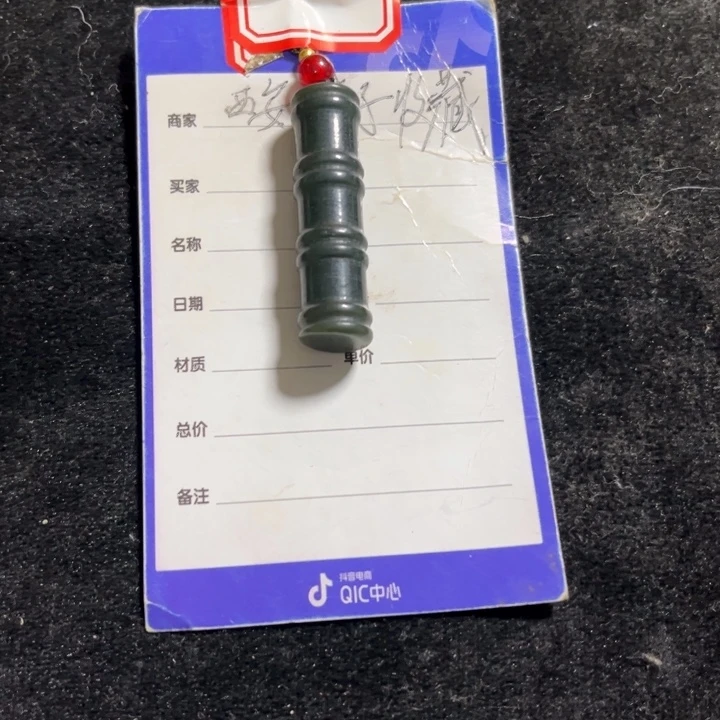 商家 西安 子收藏
买家
名称
日期
材质 单价
总价
备注
抖音电商
QIC中心